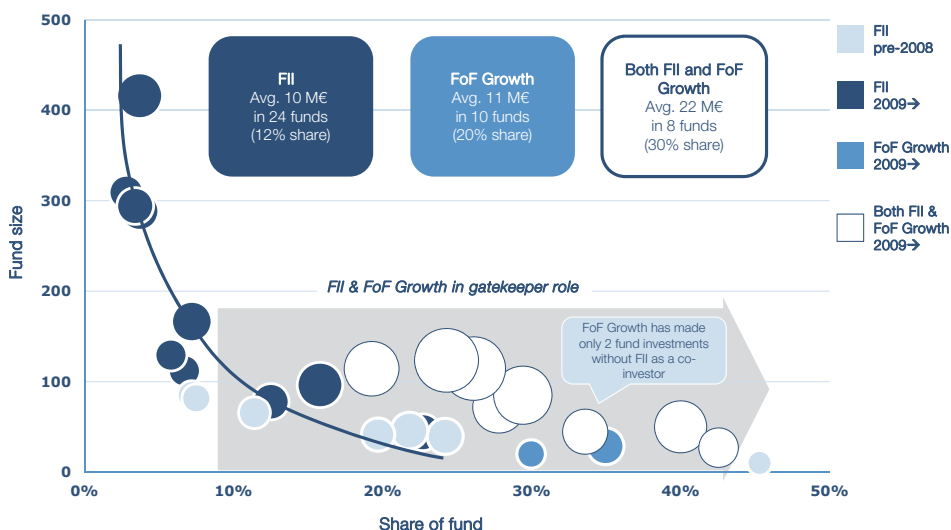 500
400
300
200
100
0
Fund size
0%
10%
20%
30%
40%
50%
Share of fund
FII
Avg. 10 M€
in 24 funds
(12% share)
FoF Growth
Avg. 11 M€
in 10 funds
(20% share)
Both FII and FoF
Growth
Avg. 22 M€
in 8 funds
(30% share)
FII & FoF Growth in gatekeeper role
FoF Growth has made
only 2 fund investments
without FII as a co-
investor
FII
pre-2008
FII
2009→
FoF Growth
2009→
Both FII &
FoF Growth
2009→